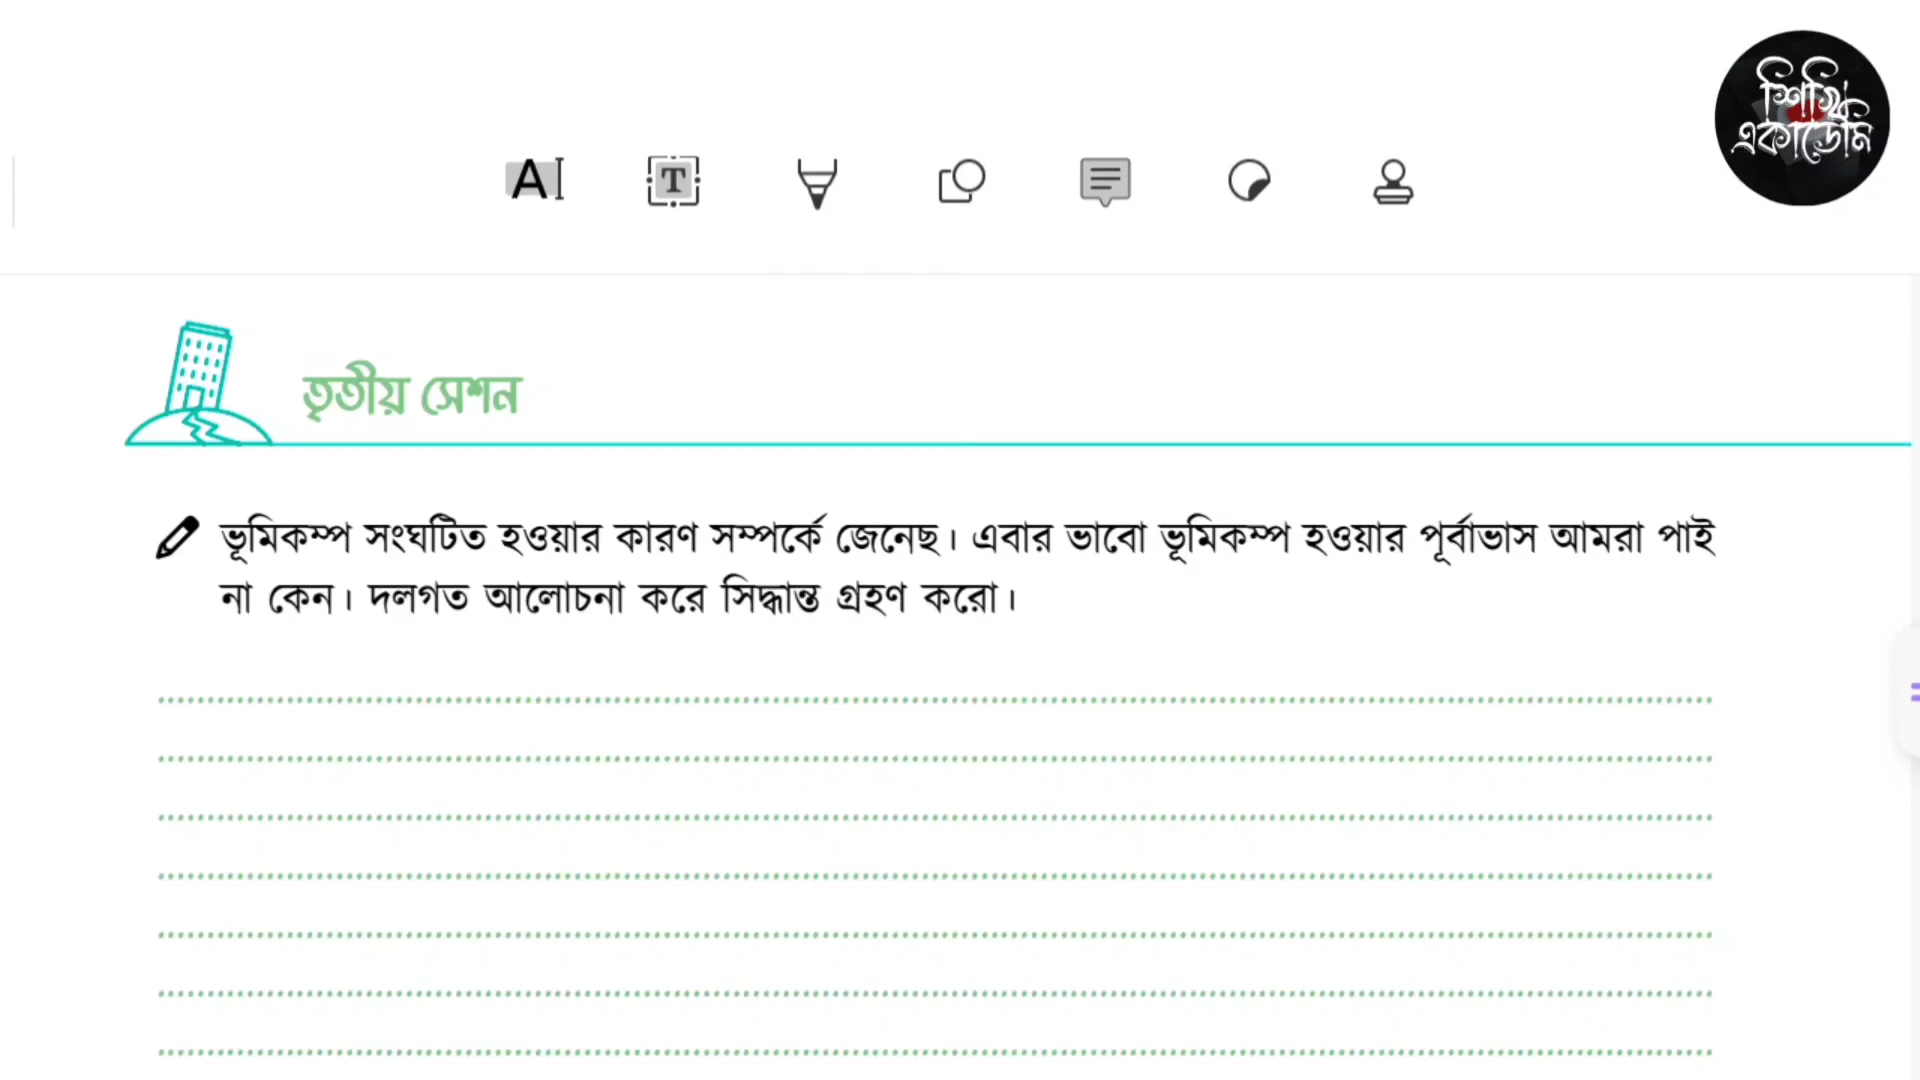 শিখি
একাডেমি
A
T
তৃতীয় সেশন
ভূমিকম্প সংঘটিত হওয়ার কারণ সম্পর্কে জেনেছ। এবার ভাবো ভূমিকম্প হওয়ার পূর্বাভাস আমরা পাই
না কেন। দলগত আলোচনা করে সিদ্ধান্ত গ্রহণ করো।